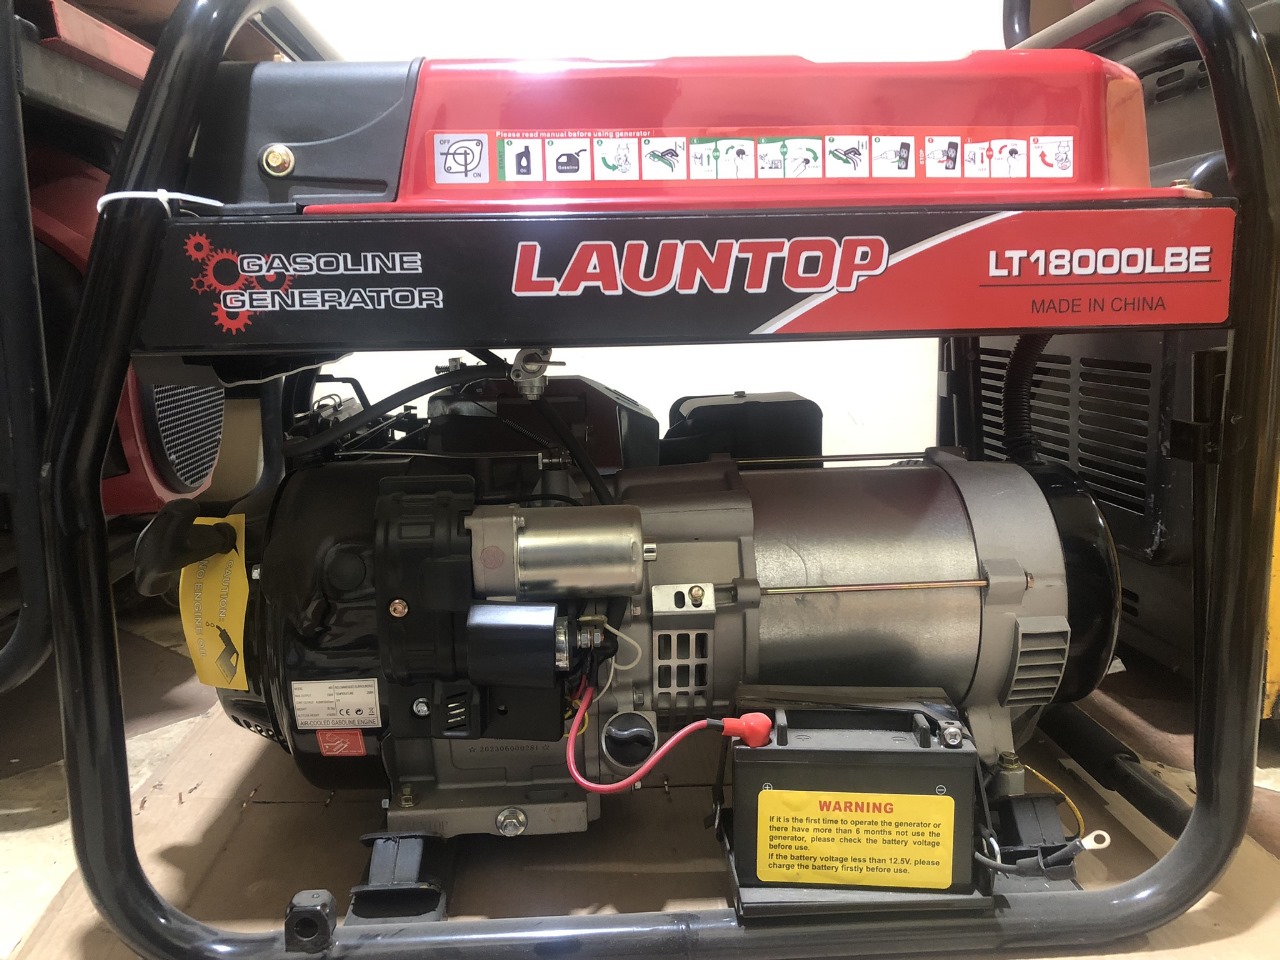 Please read manual before using generator :
OFF
ON
START
Gasoline
STOP
GASOLINE
GENERATOR
LAUNTOP
LT18000LBE
MADE IN CHINA
CAUTION
AIR-COOLED GASOLINE ENGINE
CE
WARNING
If it is the first time to operate the generator or
there have more than 6 months not use the
generator, please check the battery voltage
before use.
If the battery voltage less than 12.5V. please
charge the battery firstly before use.